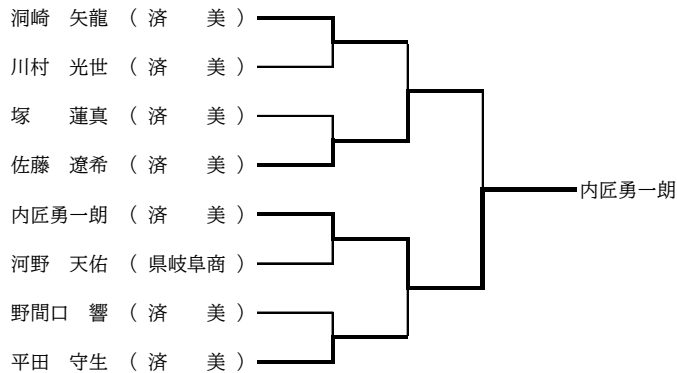 洞崎　矢龍　（ 済　　美 ）
川村　光世　（ 済　　美 ）
塚　　蓮真　（ 済　　美 ）
佐藤　遼希　（ 済　　美 ）
内匠勇一朗　（ 済　　美 ）
内匠勇一朗
河野　天佑　（ 県岐阜商 ）
野間口　響　（ 済　　美 ）
平田　守生　（ 済　　美 ）